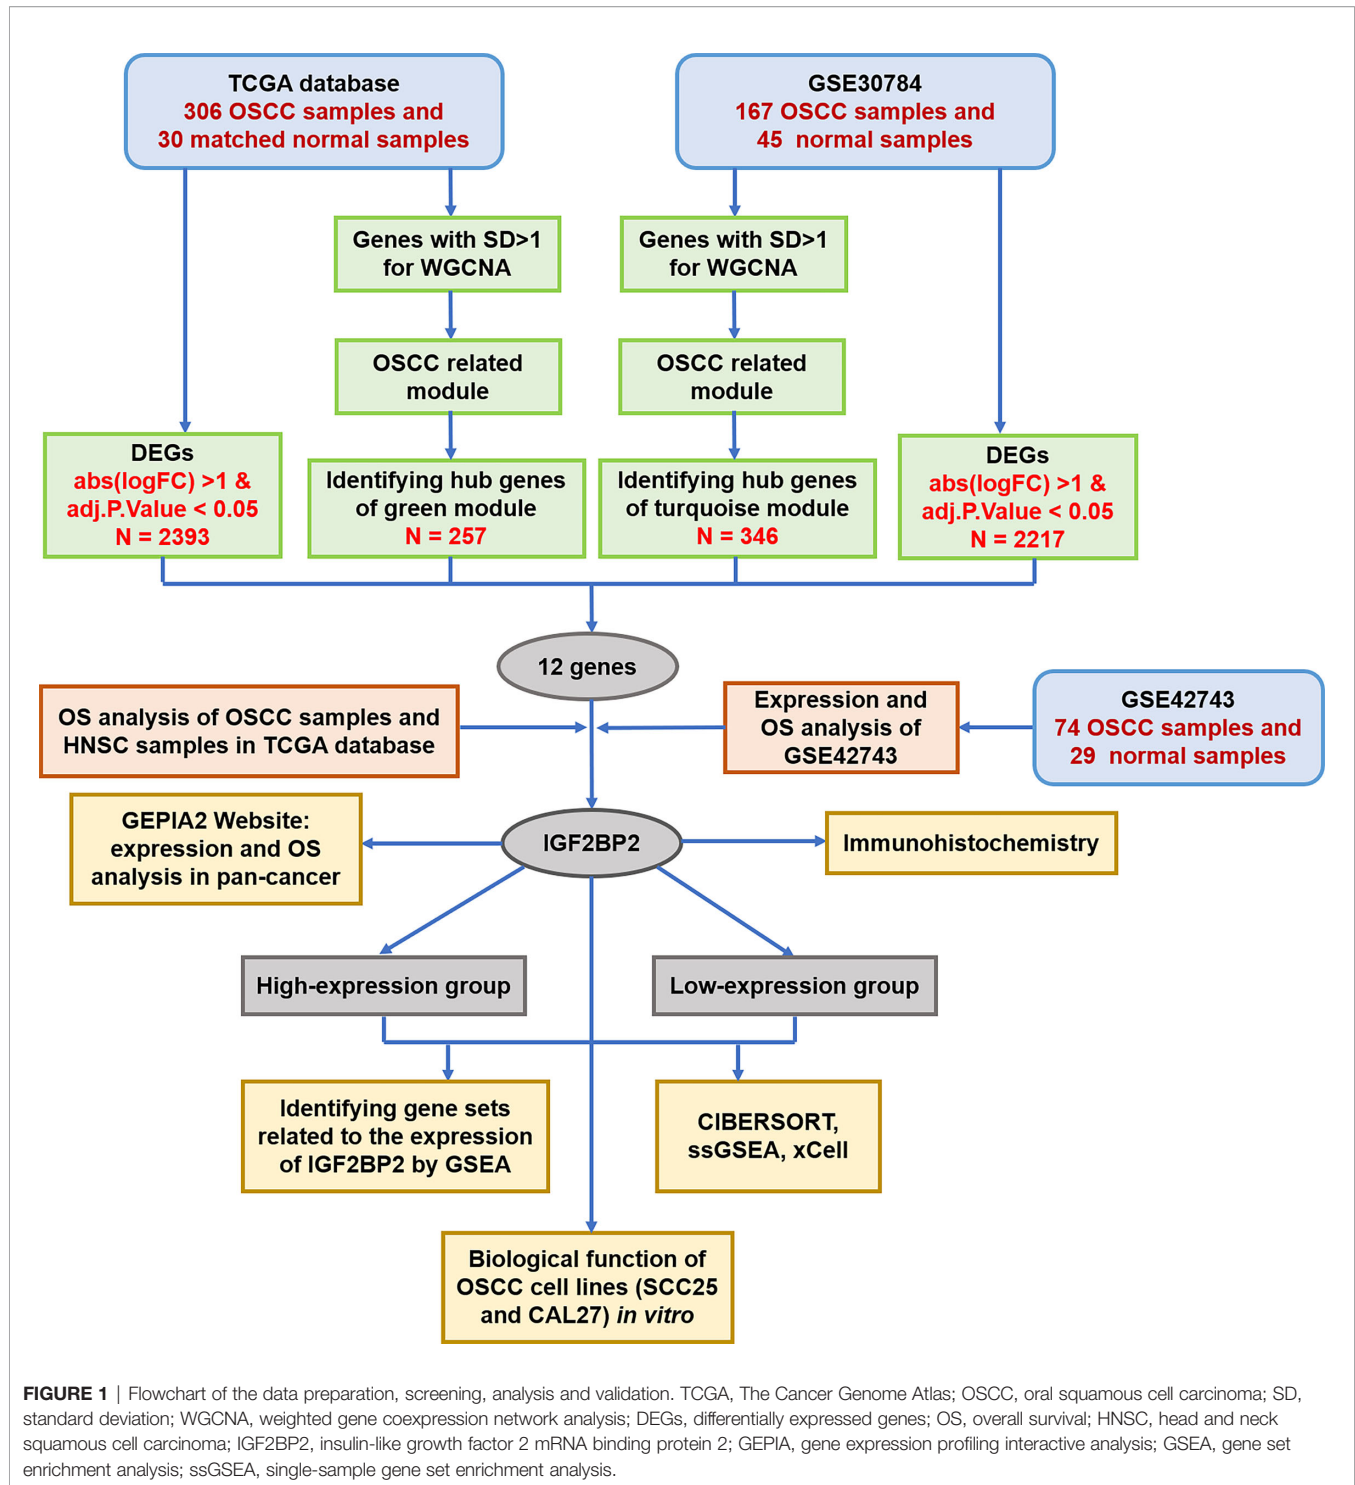 TCGA database
306 OSCC samples and
30 matched normal samples
GSE30784
167 OSCC samples and
45 normal samples
Genes with SD>1
for WGCNA
Genes with SD>1
for WGCNA
OSCC related
module
OSCC related
module
DEGs
abs(logFC) >1 &
adj.P.Value < 0.05
N = 2393
Identifying hub genes
of green module
N = 257
Identifying hub genes
of turquoise module
N = 346
DEGs
abs(logFC) >1 &
adj.P.Value < 0.05
N = 2217
12 genes
OS analysis of OSCC samples and
HNSC samples in TCGA database
Expression and
OS analysis of
GSE42743
GSE42743
74 OSCC samples and
29 normal samples
GEPIA2 Website:
expression and OS
analysis in pan-cancer
IGF2BP2
Immunohistochemistry
High-expression group
Low-expression group
Identifying gene sets
related to the expression
of IGF2BP2 by GSEA
CIBERSORT,
ssGSEA, xCell
Biological function of
OSCC cell lines (SCC25
and CAL27) in vitro
FIGURE 1 | Flowchart of the data preparation, screening, analysis and validation. TCGA, The Cancer Genome Atlas; OSCC, oral squamous cell carcinoma; SD,
standard deviation; WGCNA, weighted gene coexpression network analysis; DEGs, differentially expressed genes; OS, overall survival; HNSC, head and neck
squamous cell carcinoma; IGF2BP2, insulin-like growth factor 2 mRNA binding protein 2; GEPIA, gene expression profiling interactive analysis; GSEA, gene set
enrichment analysis; ssGSEA, single-sample gene set enrichment analysis.